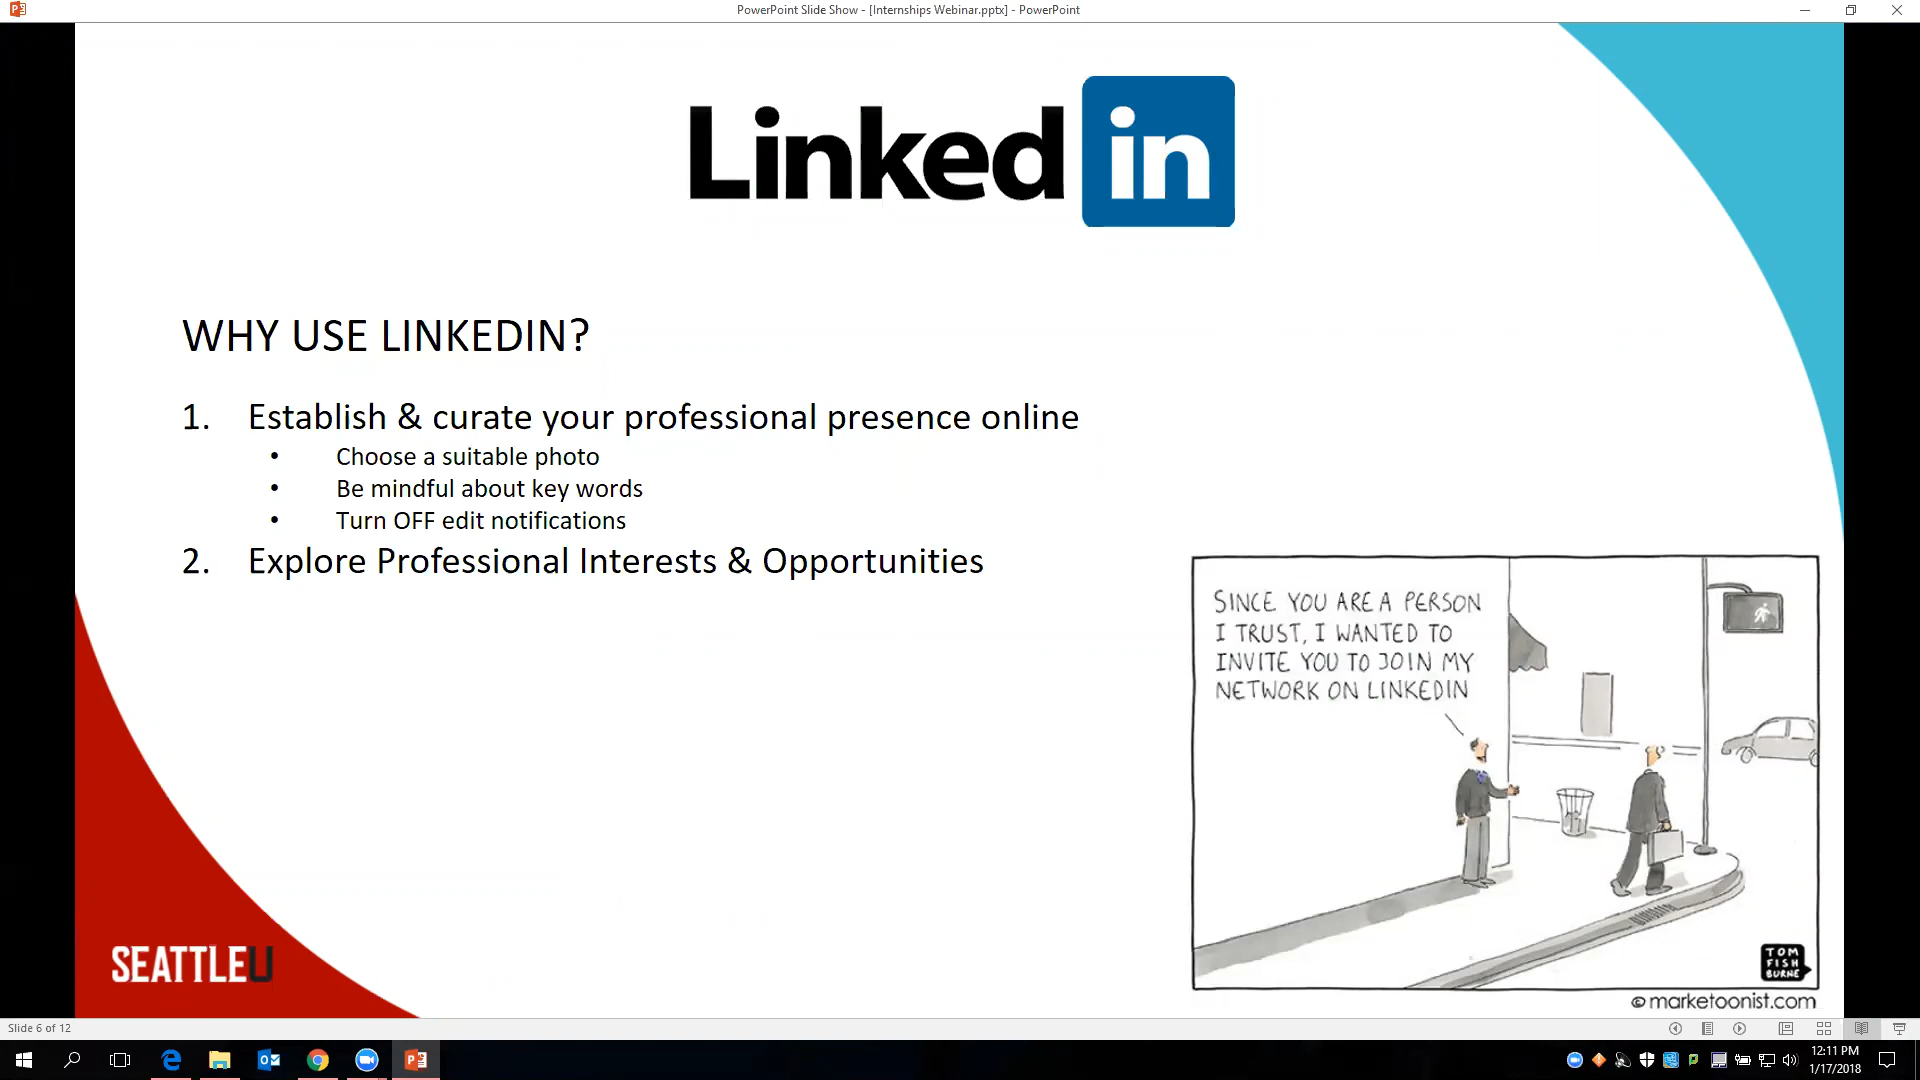 PowerPoint Slide Show - [Internships Webinar.pptx] - PowerPoint
Linked in
WHY USE LINKEDIN?
1. Establish & curate your professional presence online
• Choose a suitable photo
• Be mindful about key words
• Turn OFF edit notifications
2. Explore Professional Interests & Opportunities
SINCE YOU ARE A PERSON
I TRUST, I WANTED TO
INVITE YOU TO JOIN MY
NETWORK ON LINKEDIN
TOM
FISH
BURNE
© marketoonist.com
SEATTLEU
Slide 6 of 12
12:11 PM
1/17/2018